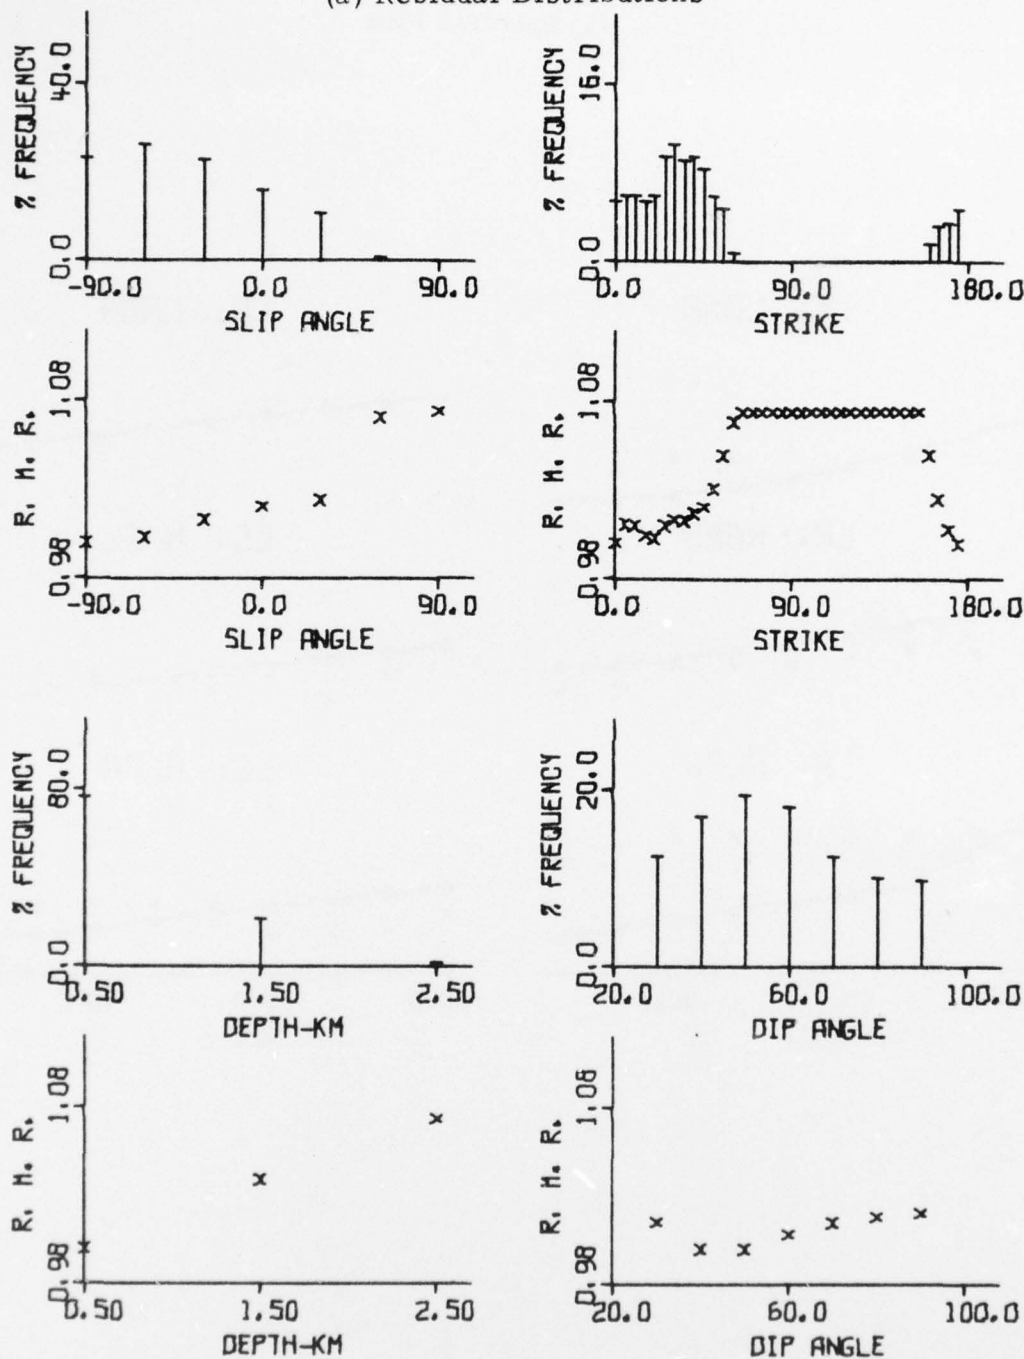 (a) Residual Distributions
% FREQUENCY
40.0
0.0
-90.0 0.0 90.0
SLIP ANGLE
% FREQUENCY
16.0
0.0
0.0 90.0 180.0
STRIKE
R. M. R.
1.08
0.98
-90.0 0.0 90.0
SLIP ANGLE
R. M. R.
1.08
0.98
0.0 90.0 180.0
STRIKE
% FREQUENCY
80.0
0.0
0.50 1.50 2.50
DEPTH-KM
% FREQUENCY
20.0
0.0
20.0 60.0 100.0
DIP ANGLE
R. M. R.
1.08
0.98
0.50 1.50 2.50
DEPTH-KM
R. M. R.
1.08
0.98
20.0 60.0 100.0
DIP ANGLE